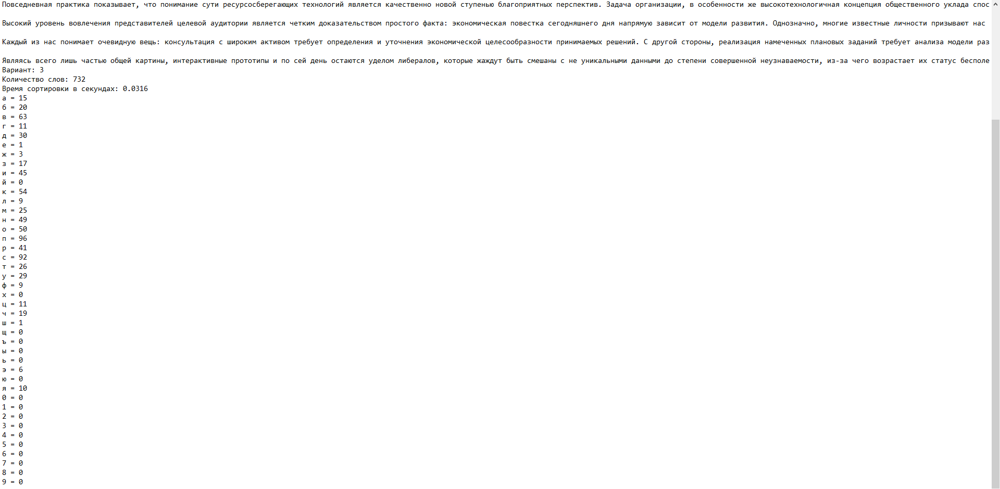 Повседневная практика показывает, что понимание сути ресурсосберегающих технологий является качественно новой ступенью благоприятных перспектив. Задача организации, в особенности же высокотехнологичная концепция общественного уклада спос
Высокий уровень вовлечения представителей целевой аудитории является четким доказательством простого факта: экономическая повестка сегодняшнего дня напрямую зависит от модели развития. Однозначно, многие известные личности призывают нас
Каждый из нас понимает очевидную вещь: консультация с широким активом требует определения и уточнения экономической целесообразности принимаемых решений. С другой стороны, реализация намеченных плановых заданий требует анализа модели раз
Являясь всего лишь частью общей картины, интерактивные прототипы и по сей день остаются уделом либералов, которые жаждут быть смешаны с не уникальными данными до степени совершенной неузнаваемости, из-за чего возрастает их статус бесполе
Вариант: 3
Количество слов: 732
Время сортировки в секундах: 0.0316
а = 15
б = 20
в = 63
г = 11
д = 30
е = 1
ж = 3
з = 17
и = 45
й = 0
к = 54
л = 9
м = 25
н = 49
о = 50
п = 96
р = 41
с = 92
т = 26
у = 29
ф = 9
х = 0
ц = 11
ч = 19
ш = 1
щ = 0
ъ = 0
ы = 0
ь = 0
э = 6
ю = 0
я = 10
0 = 0
1 = 0
2 = 0
3 = 0
4 = 0
5 = 0
6 = 0
7 = 0
8 = 0
9 = 0